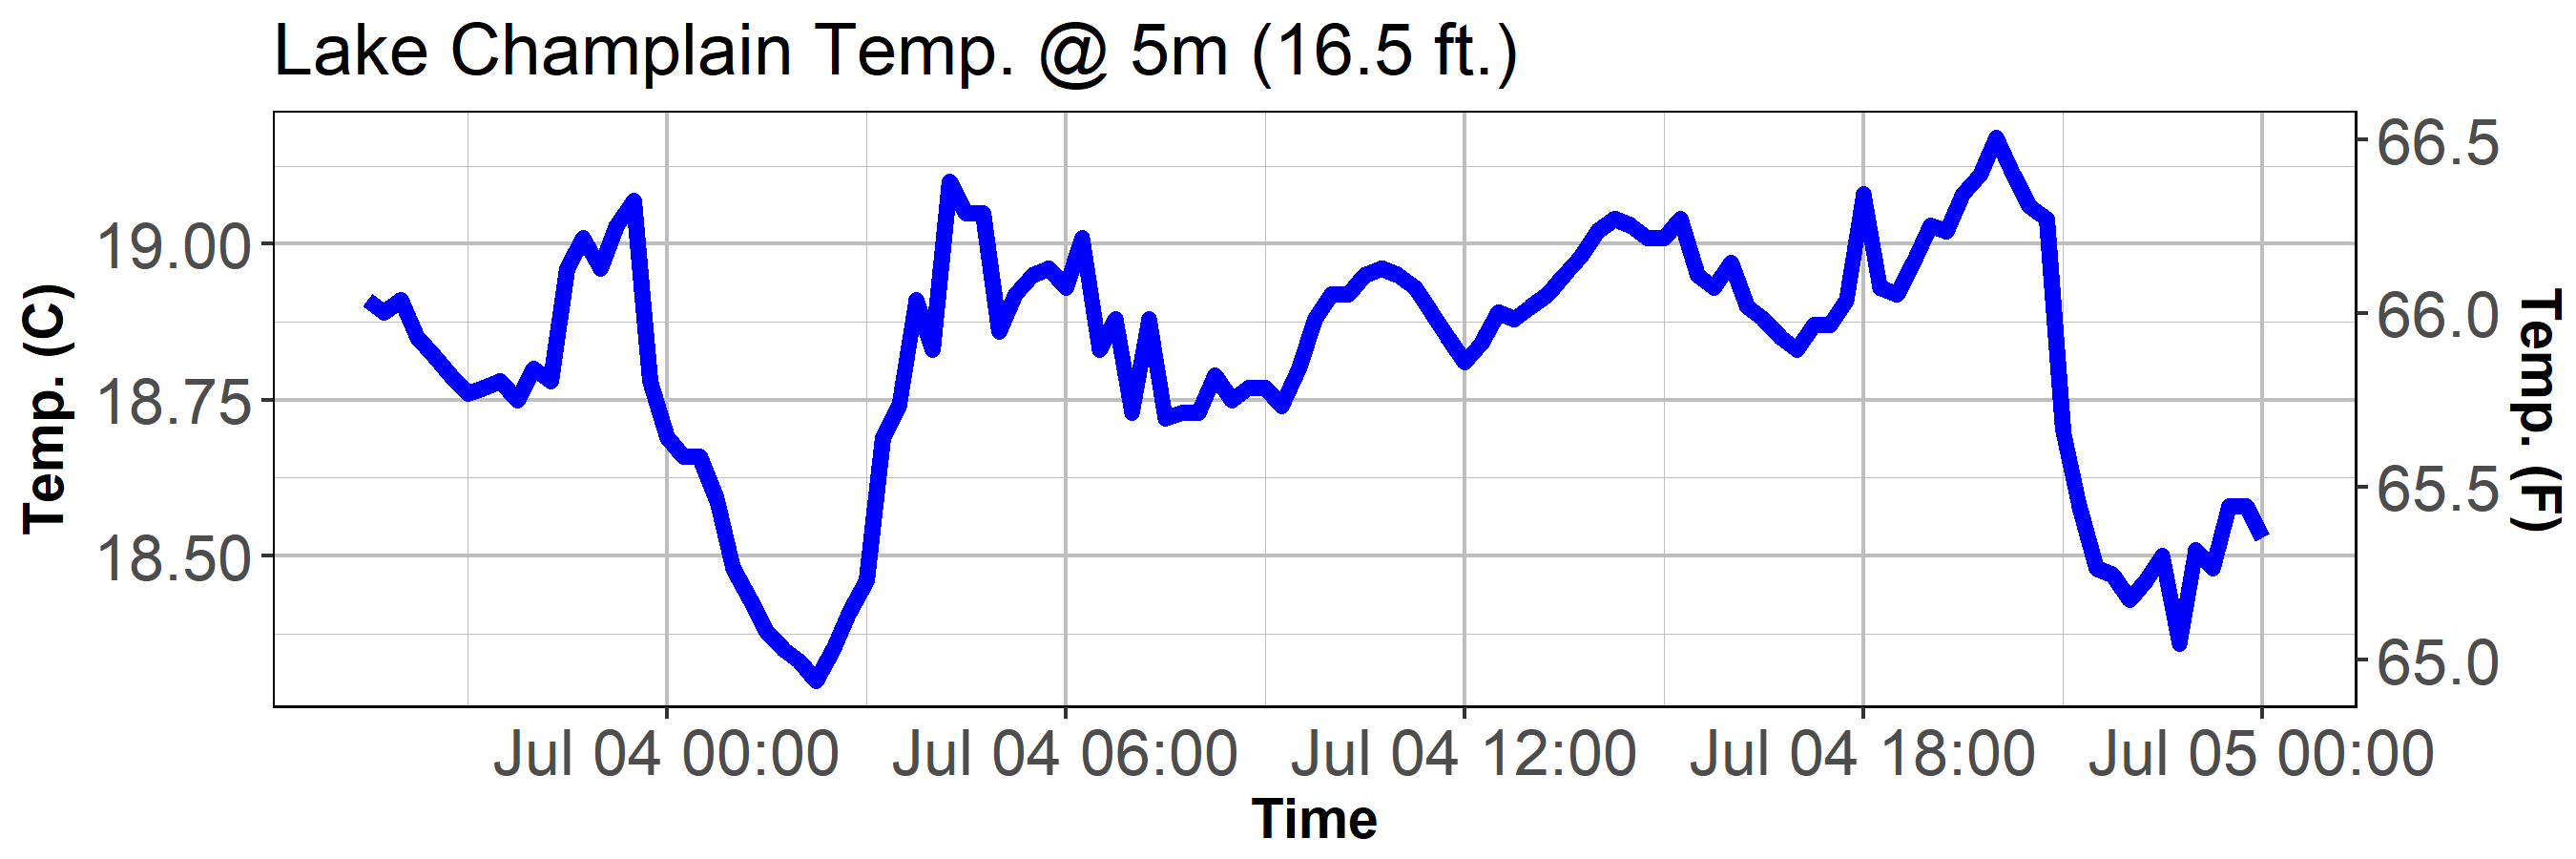 Lake Champlain Temp. @ 5m (16.5 ft.)
Temp. (C)
19.00
18.75
18.50
66.5
66.0
65.5
65.0
Temp. (F)
Jul 04 00:00 Jul 04 06:00 Jul 04 12:00 Jul 04 18:00 Jul 05 00:00
Time